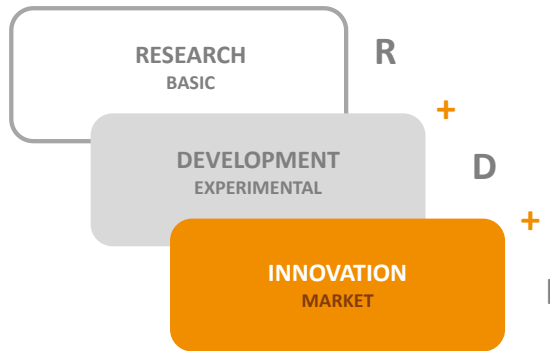 RESEARCH
BASIC
R
+
DEVELOPMENT
EXPERIMENTAL
D
+
INNOVATION
MARKET